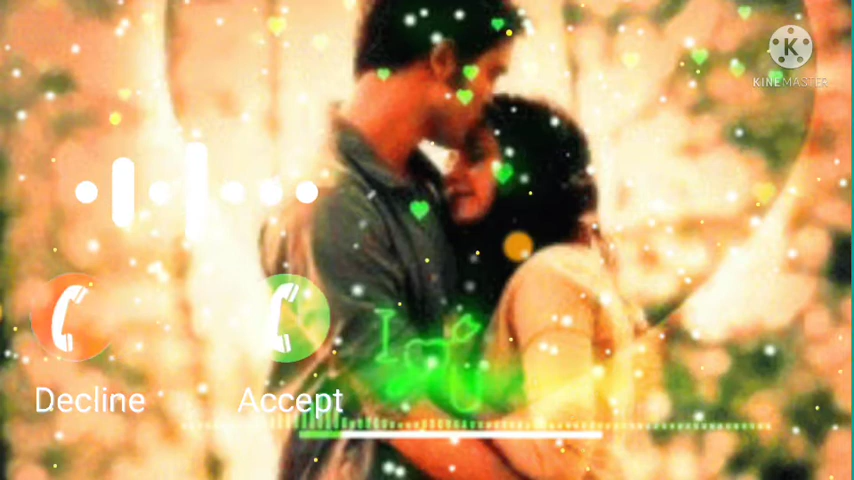 K
KINEMASTER
Decline
Accept
I